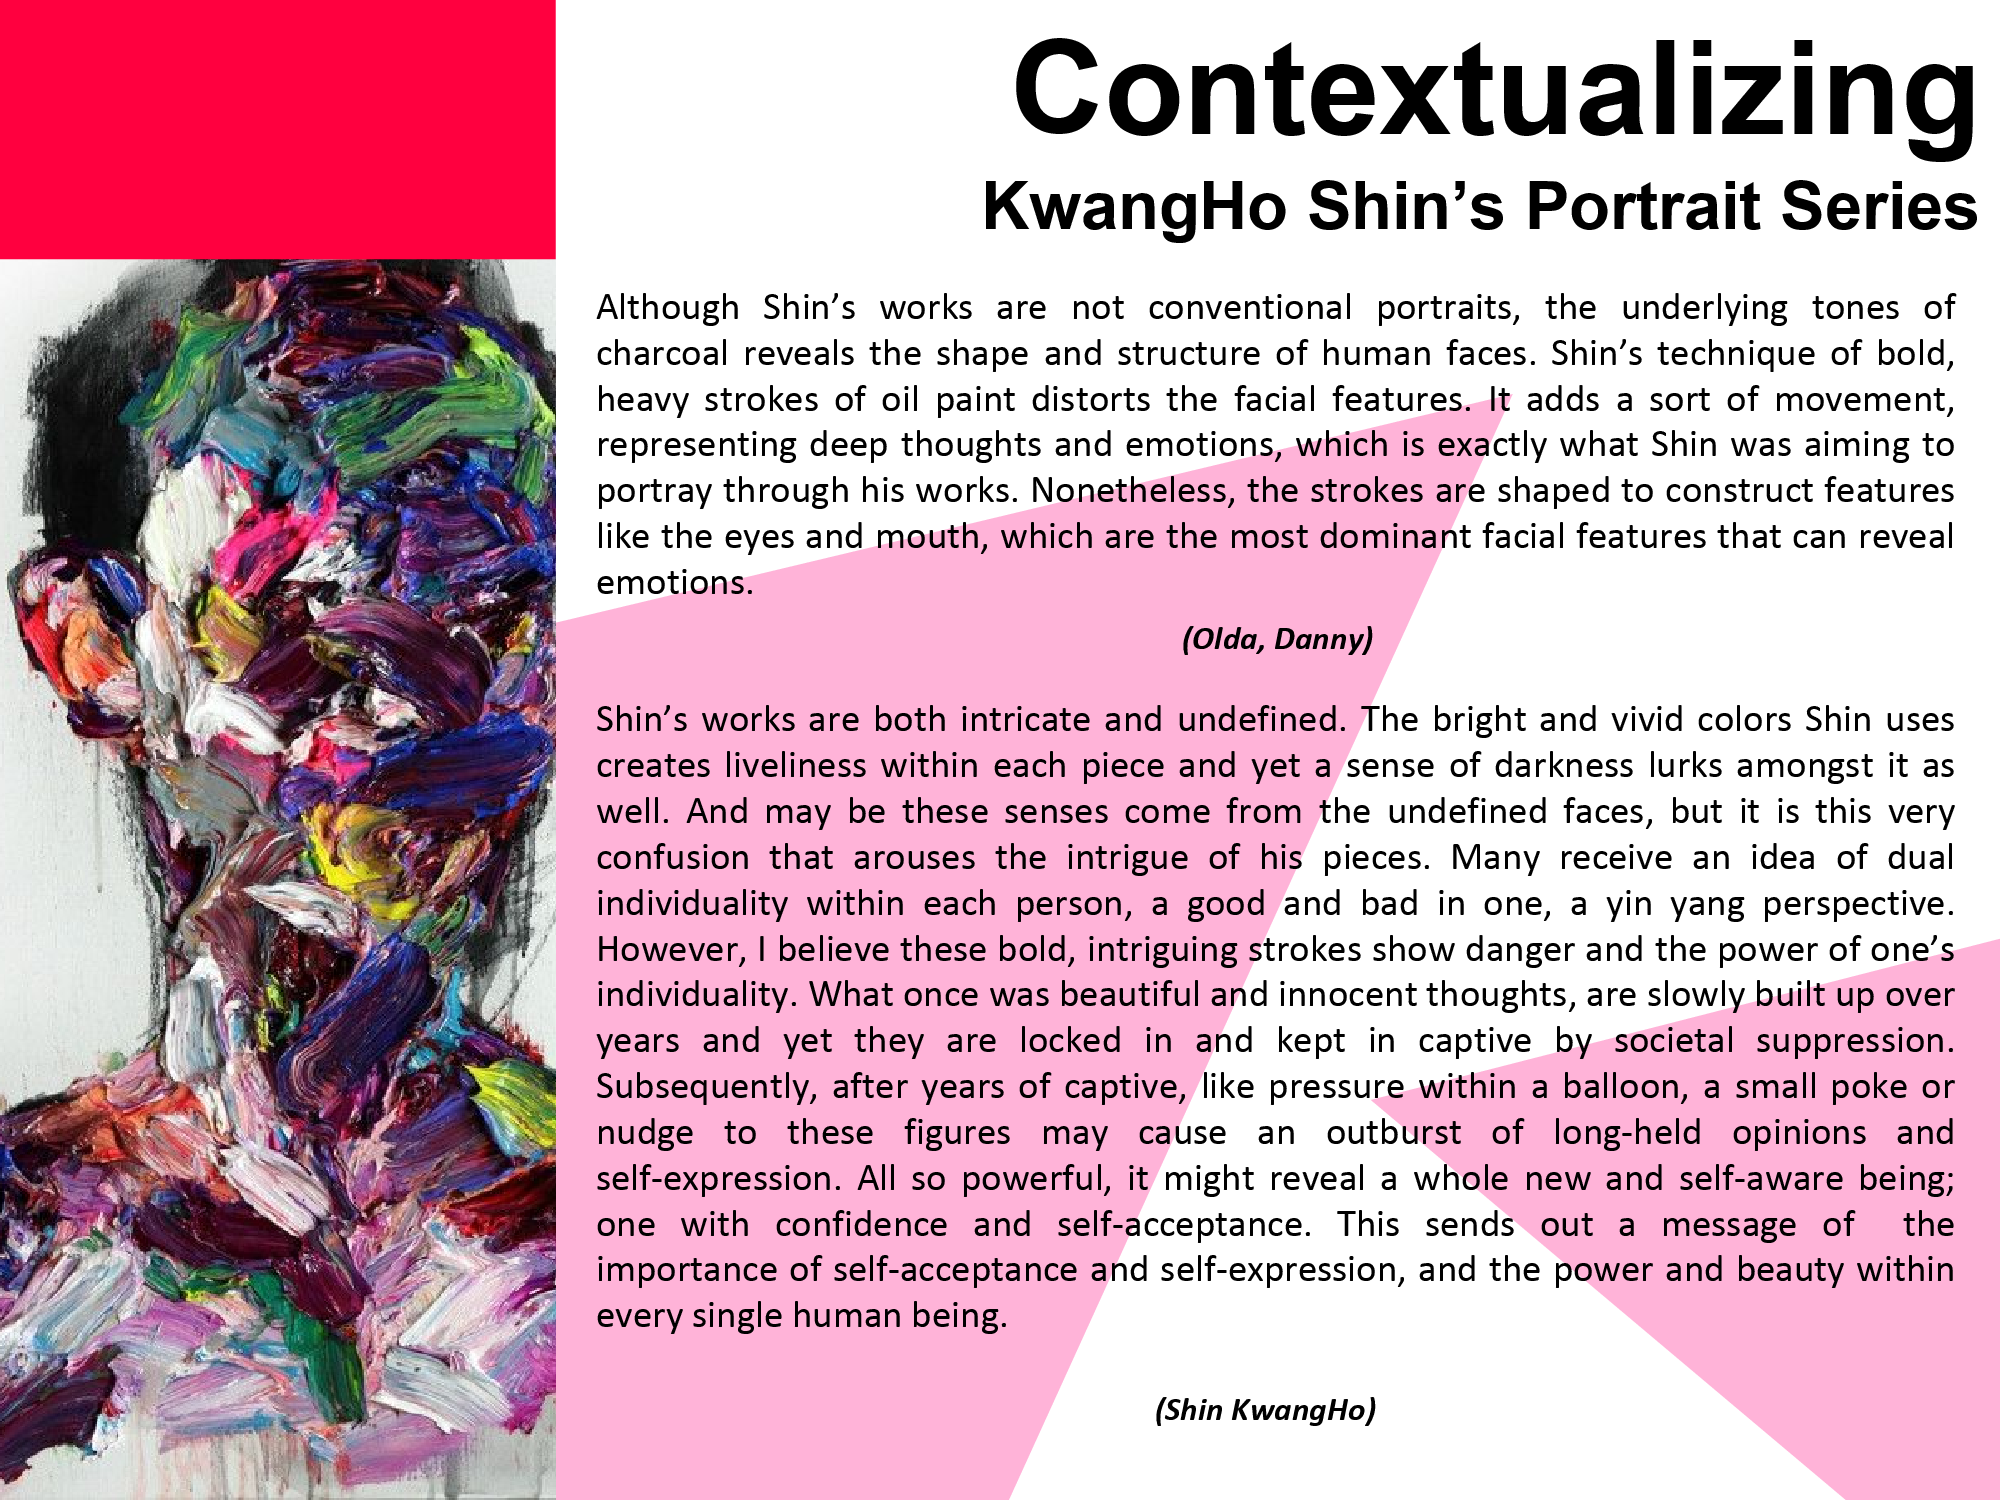 Contextualizing
KwangHo Shin’s Portrait Series
Although Shin’s works are not conventional portraits, the underlying tones of
charcoal reveals the shape and structure of human faces. Shin’s technique of bold,
heavy strokes of oil paint distorts the facial features. It adds a sort of movement,
representing deep thoughts and emotions, which is exactly what Shin was aiming to
portray through his works. Nonetheless, the strokes are shaped to construct features
like the eyes and mouth, which are the most dominant facial features that can reveal
emotions.
(Olda, Danny)
Shin’s works are both intricate and undefined. The bright and vivid colors Shin uses
creates liveliness within each piece and yet a sense of darkness lurks amongst it as
well. And may be these senses come from the undefined faces, but it is this very
confusion that arouses the intrigue of his pieces. Many receive an idea of dual
individuality within each person, a good and bad in one, a yin yang perspective.
However, I believe these bold, intriguing strokes show danger and the power of one’s
individuality. What once was beautiful and innocent thoughts, are slowly built up over
years and yet they are locked in and kept in captive by societal suppression.
Subsequently, after years of captive, like pressure within a balloon, a small poke or
nudge to these figures may cause an outburst of long-held opinions and
self-expression. All so powerful, it might reveal a whole new and self-aware being;
one with confidence and self-acceptance. This sends out a message of the
importance of self-acceptance and self-expression, and the power and beauty within
every single human being.
(Shin KwangHo)